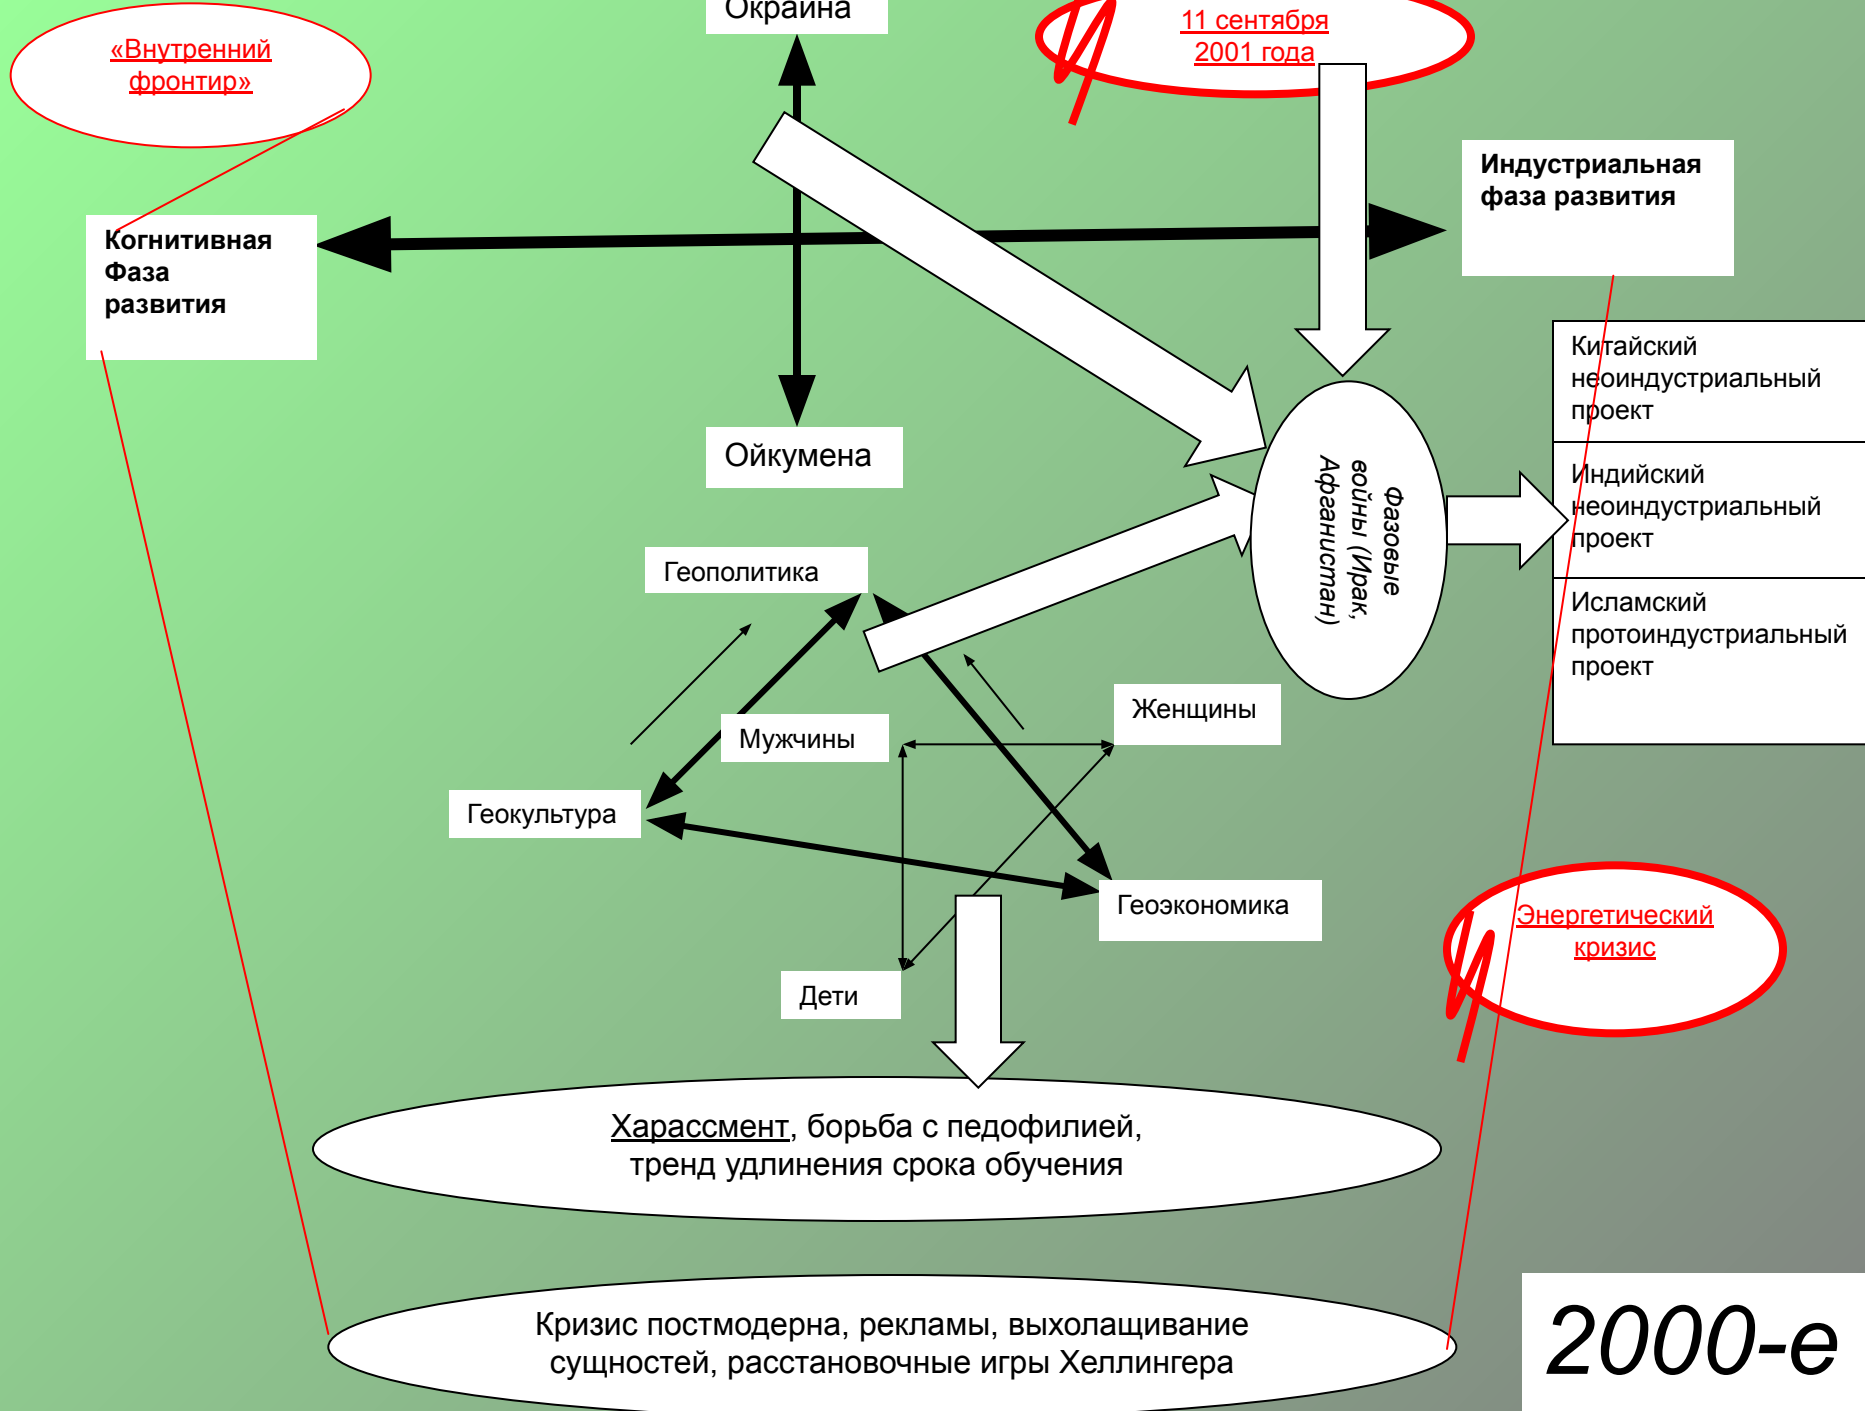 Окраина
11 сентября
2001 года
«Внутренний
фронтир»
Индустриальная
фаза развития
Когнитивная
Фаза
развития
Китайский
неоиндустриальный
проект
Ойкумена
Индийский
неоиндустриальный
проект
Фазовые
войны (Ирак,
Афганистан)
Геополитика
Исламский
протоиндустриальный
проект
Женщины
Мужчины
Геокультура
Геоэкономика
Энергетический
кризис
Дети
Харассмент, борьба с педофилией,
тренд удлинения срока обучения
Кризис постмодерна, рекламы, выхолащивание
сущностей, расстановочные игры Хеллингера
2000-е